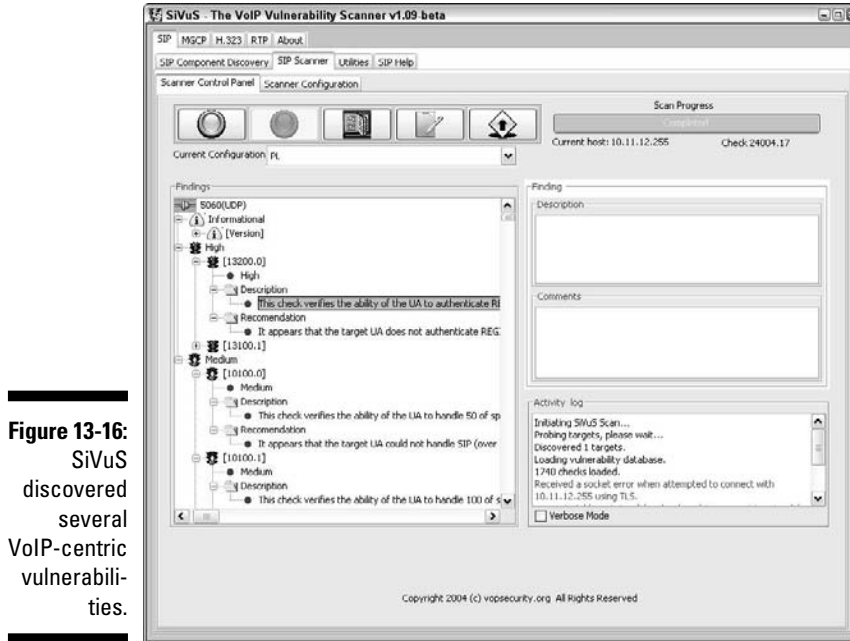 SiVuS - The VoIP Vulnerability Scanner v1.09-beta
SIP MGCP H.323 RTP About
SIP Component Discovery SIP Scanner Utilities SIP Help
Scanner Control Panel Scanner Configuration
Scan Progress
Completed
Current host: 10.11.12.255 Check 24004.17
Current Configuration PL
Findings
5060(UDP)
Informational
[Version]
High
[13200.0]
High
Description
This check verifies the ability of the UA to authenticate
Recomendation
It appears that the target UA does not authenticate REG
[13100.1]
Medium
[10100.0]
Medium
Description
This check verifies the ability of the UA to handle 50 of sp
Recomendation
It appears that the target UA could not handle SIP (over
[10100.1]
Medium
Description
This check verifies the ability of the UA to handle 100 of s
Finding
Description
Comments
Activity log
Initiating SiVuS Scan...
Probing targets, please wait...
Discovered 1 targets.
Loading vulnerability database.
1740 checks loaded.
Received a socket error when attempted to connect with
10.11.12.255 using TLS.
Verbose Mode
Copyright 2004 (c) vopsecurity.org All Rights Reserved
Figure 13-16:
SiVuS
discovered
several
VoIP-centric
vulnerabili-
ties.